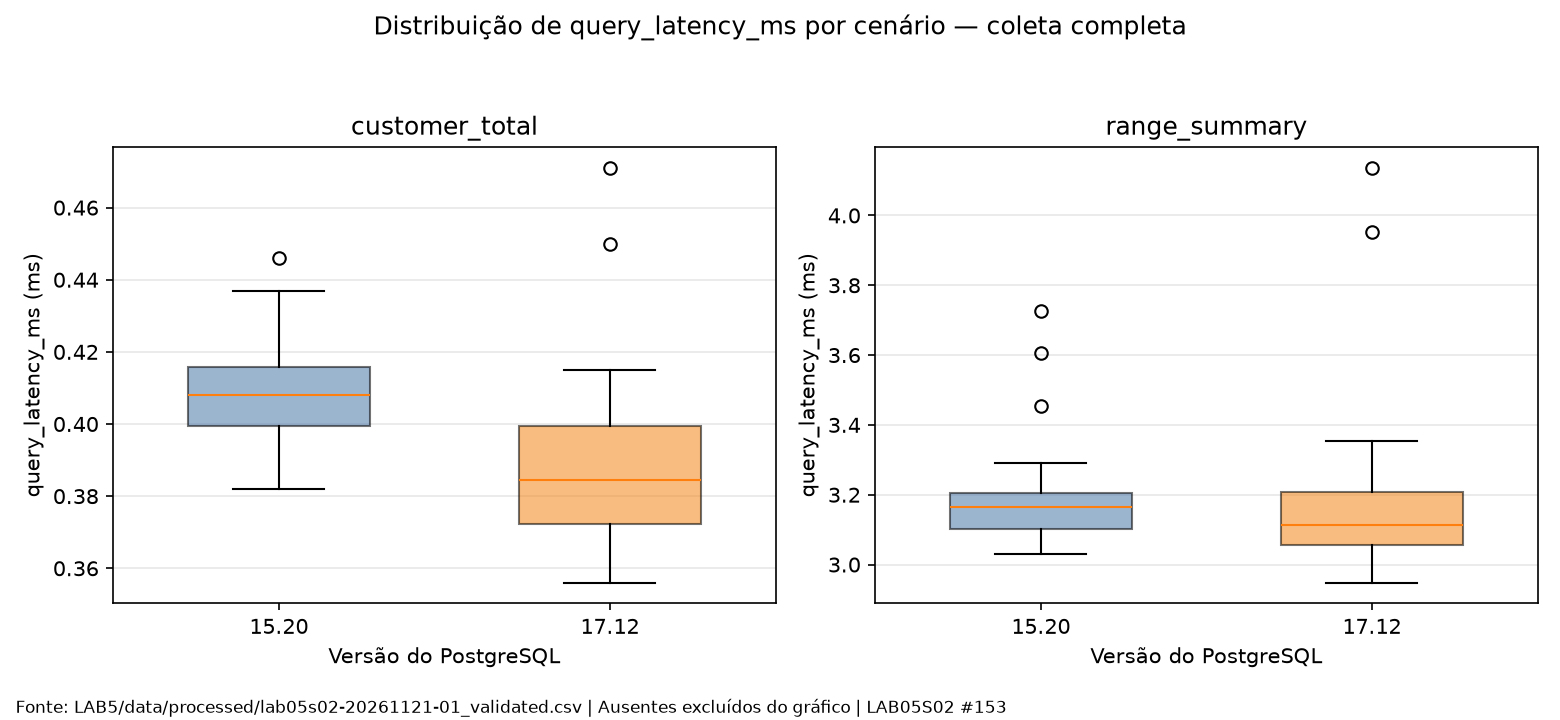 Distribuição de query_latency_ms por cenário — coleta completa
customer_total
query_latency_ms (ms)
0.46
0.44
0.42
0.40
0.38
0.36
15.20
17.12
Versão do PostgreSQL
range_summary
query_latency_ms (ms)
4.0
3.8
3.6
3.4
3.2
3.0
15.20
17.12
Versão do PostgreSQL
Fonte: LAB5/data/processed/lab05s02-20261121-01_validated.csv | Ausentes excluídos do gráfico | LAB05S02 #153